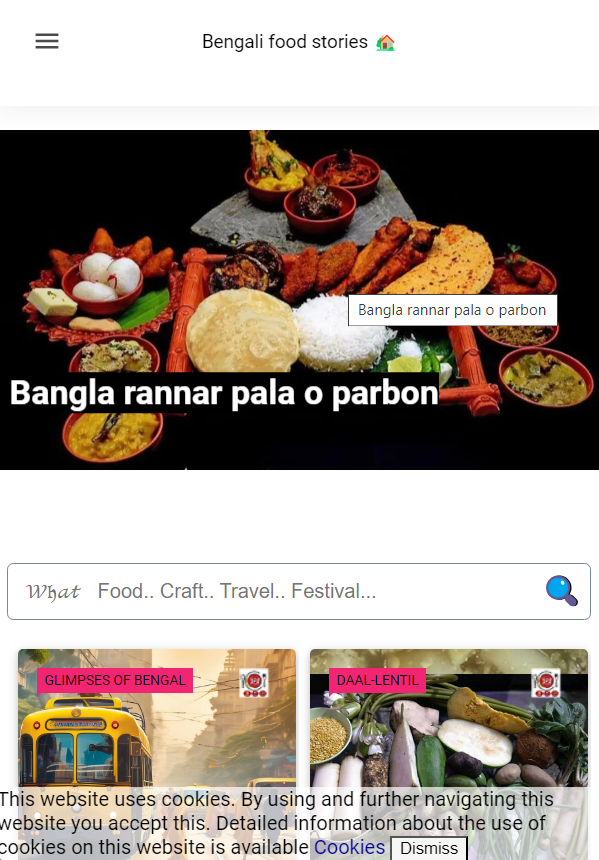 Bengali food stories
Bangla rannar pala o parbon
Bangla rannar pala o parbon
What Food.. Craft.. Travel.. Festival...
GLIMPSES OF BENGAL
DAAL-LENTIL
This website uses cookies. By using and further navigating this
website you accept this. Detailed information about the use of
cookies on this website is available Cookies Dismiss